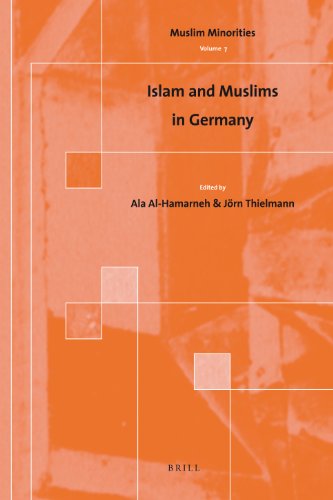 Muslim Minorities
Volume 7
Islam and Muslims
in Germany
Edited by
Ala Al-Hamarneh & Jörn Thielmann
BRILL